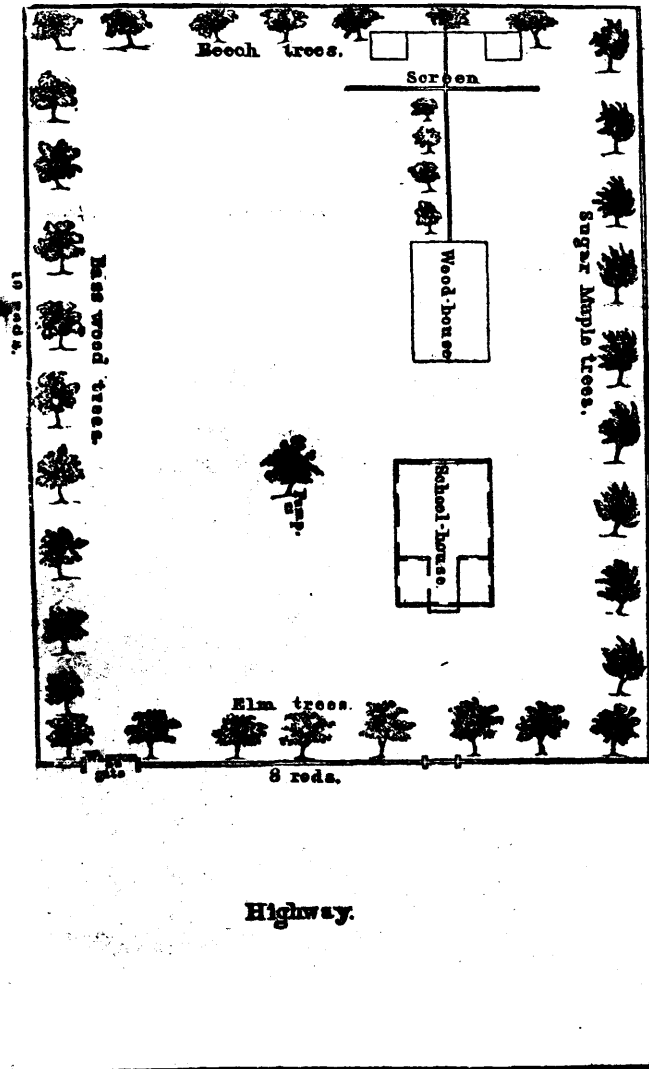 Beech trees.
Screen
Wood-house
Sugar Maple trees.
10 rods.
Bass wood trees.
Pump.
School-house.
Elm trees.
Waggon
gate
8 rods.
Highway.